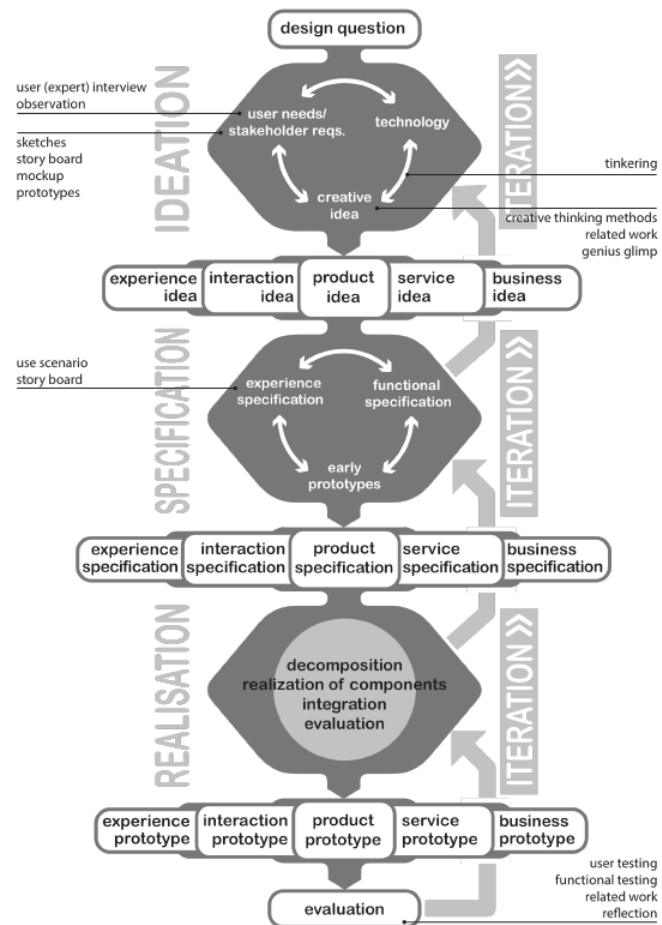 design question
IDEATION
ITERATION >>
user (expert) interview
observation
sketches
story board
mockup
prototypes
user needs/
stakeholder reqs.
technology
creative
idea
tinkering
creative thinking methods
related work
genius glimp
experience
idea
interaction
idea
product
idea
service
idea
business
idea
SPECIFICATION
ITERATION >>
use scenario
story board
experience
specification
functional
specification
early
prototypes
experience
specification
interaction
specification
product
specification
service
specification
business
specification
REALISATION
ITERATION >>
decomposition
realization of components
integration
evaluation
experience
prototype
interaction
prototype
product
prototype
service
prototype
business
prototype
evaluation
user testing
functional testing
related work
reflection